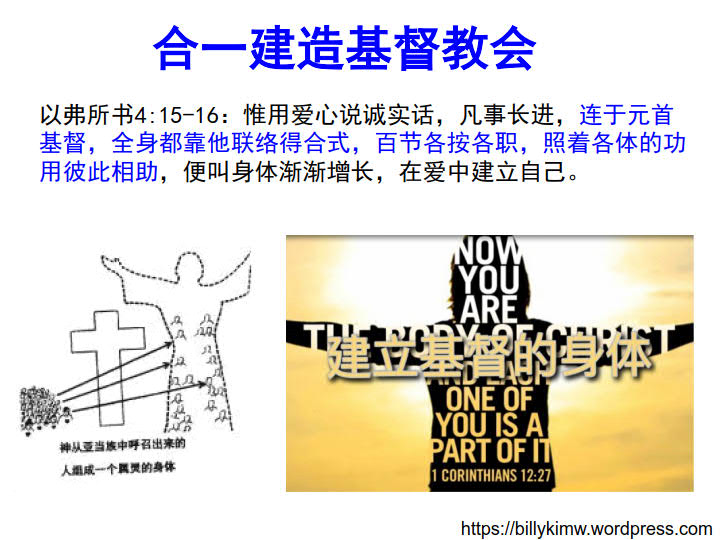 合一建造基督教会
以弗所书4:15-16：惟用爱心说诚实话，凡事长进，连于元首
基督，全身都靠他联络得合式，百节各按各职，照着各体的功
用彼此相助，便叫身体渐渐增长，在爱中建立自己。
神从亚当族中呼召出来的
人组成一个属灵的身体
NOW
YOU
ARE
THE BODY OF CHRIST
建立基督的身体
AND EACH
ONE OF
YOU IS A
PART OF IT
1 CORINTHIANS 12:27
https://billykimw.wordpress.com